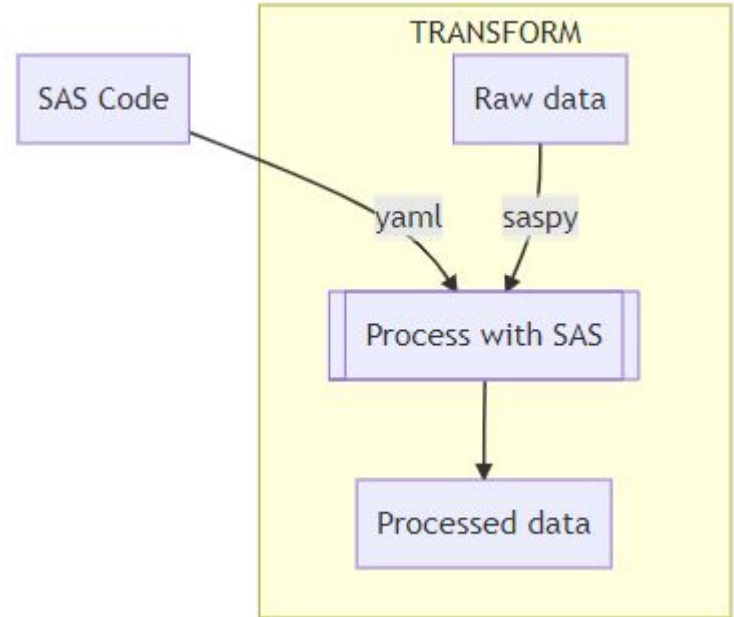 TRANSFORM
SAS Code
Raw data
yaml
saspy
Process with SAS
Processed data